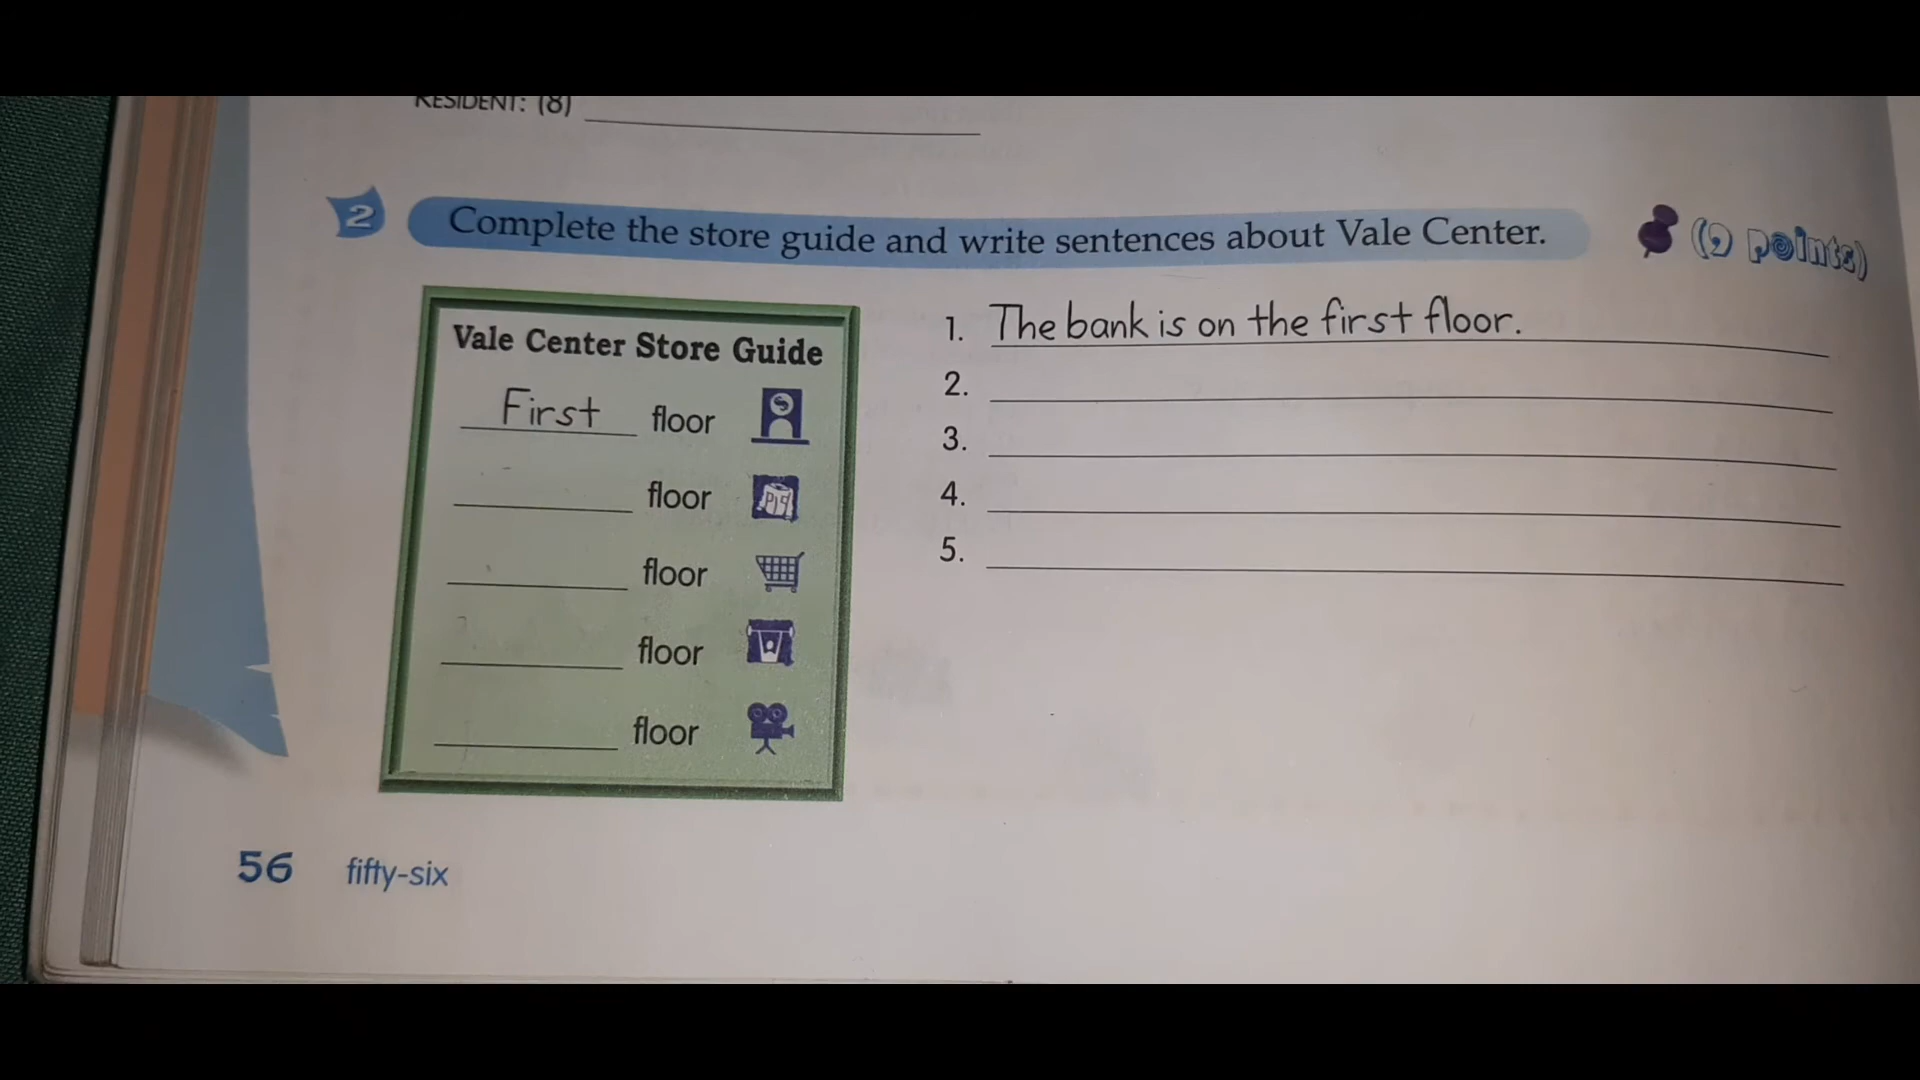 RESIDENT: (8)
2 Complete the store guide and write sentences about Vale Center. (9 points)
Vale Center Store Guide
First floor
floor
floor
floor
floor
1. The bank is on the first floor.
2.
3.
4.
5.
56 fifty-six